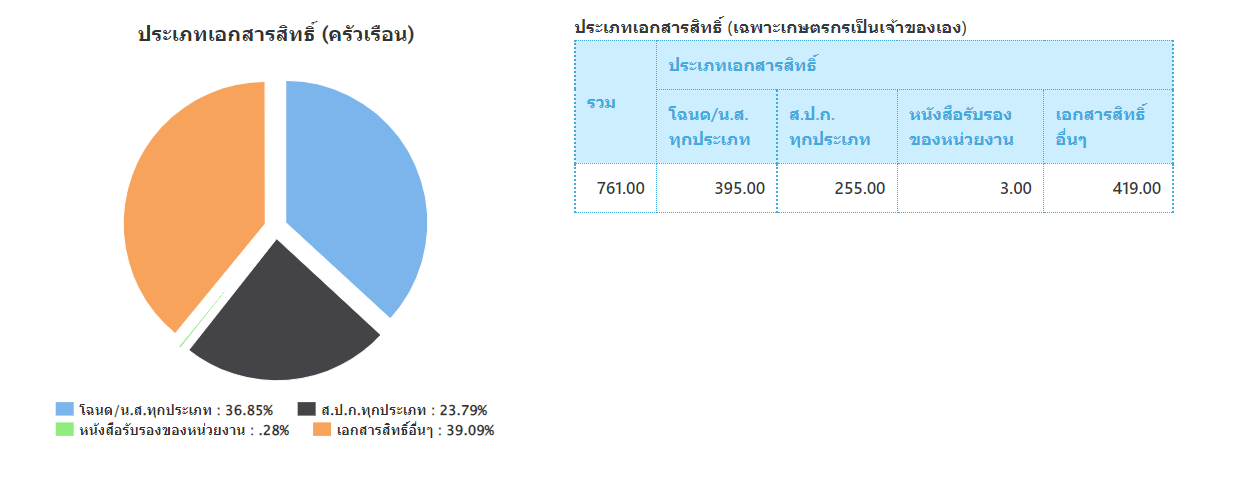 ประเภทเอกสารสิทธิ์ (ครัวเรือน)
โฉนด/น.ส.ทุกประเภท : 36.85%
ส.ป.ก.ทุกประเภท : 23.79%
หนังสือรับรองของหน่วยงาน : .28%
เอกสารสิทธิ์อื่นๆ : 39.09%
ประเภทเอกสารสิทธิ์ (เฉพาะเกษตรกรเป็นเจ้าของเอง)
รวม
ประเภทเอกสารสิทธิ์
โฉนด/น.ส.
ทุกประเภท
ส.ป.ก.
ทุกประเภท
หนังสือรับรอง
ของหน่วยงาน
เอกสารสิทธิ์
อื่นๆ
761.00 395.00 255.00 3.00 419.00